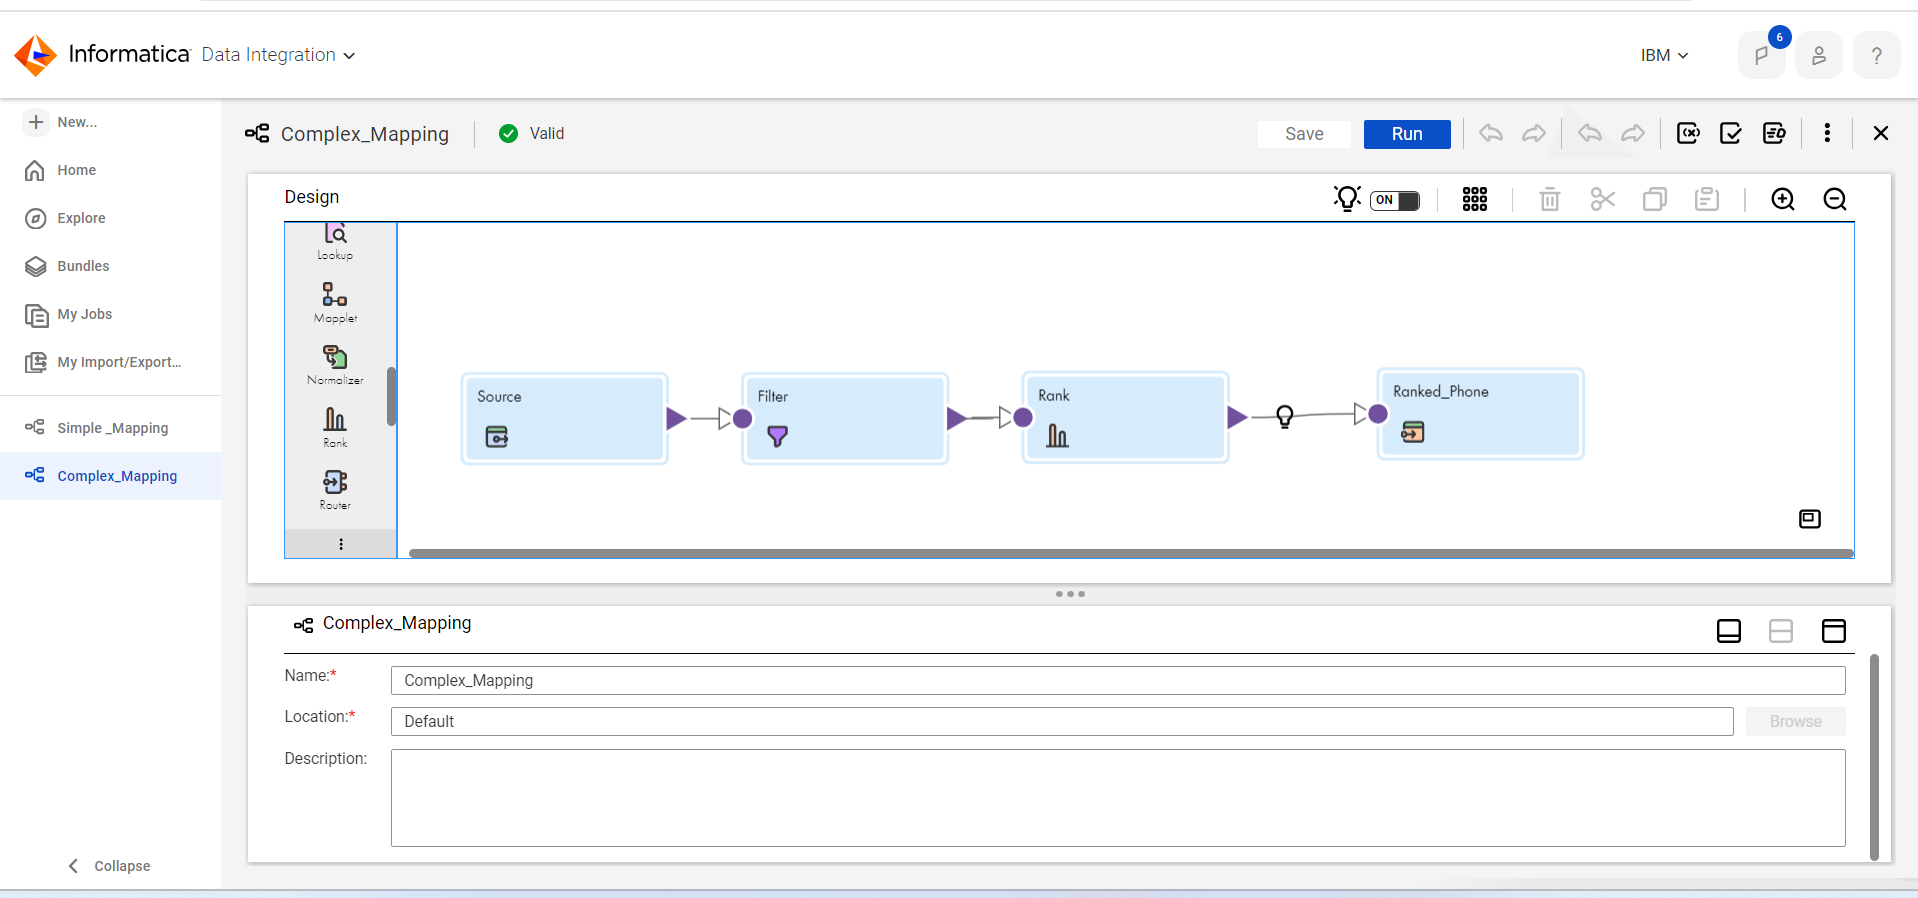 Informatica Data Integration
IBM
6
?
New...
Home
Explore
Bundles
My Jobs
My Import/Export...
Simple _Mapping
Complex_Mapping
Collapse
Complex_Mapping
Valid
Save
Run
Design
ON
Lookup
Mapplet
Normalizer
Rank
Router
Source
Filter
Rank
Ranked_Phone
Complex_Mapping
Name:*
Complex_Mapping
Location:*
Default
Browse
Description: